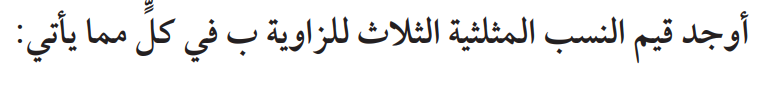 أوجد قيم النسب المثلثية الثلاث للزاوية ب في كلٍّ مما يأتي: